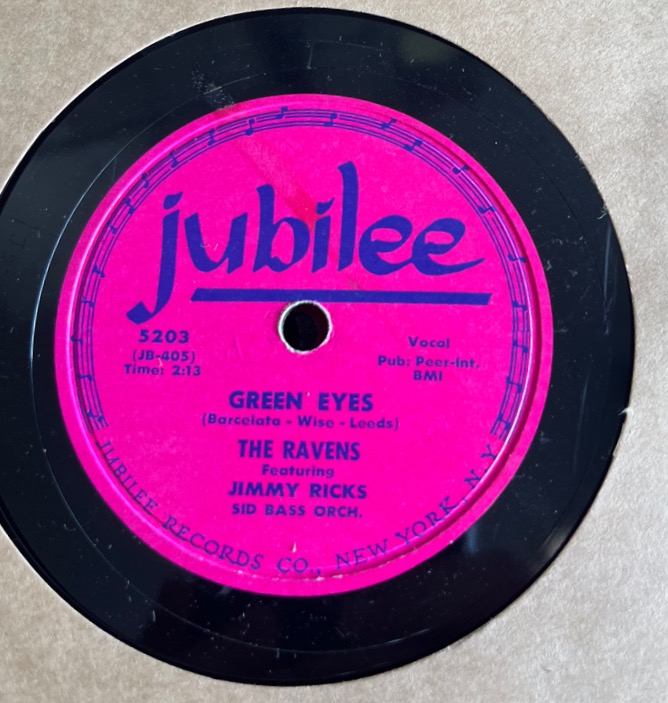 jubilee
5203
(JB-405)
Time: 2:13
Vocal
Pub: Peer-Int.
BMI
GREEN EYES
(Barcelata - Wise - Leeds)
THE RAVENS
Featuring
JIMMY RICKS
SID BASS ORCH.
JUBILEE RECORDS CO., NEW YORK, N.Y.